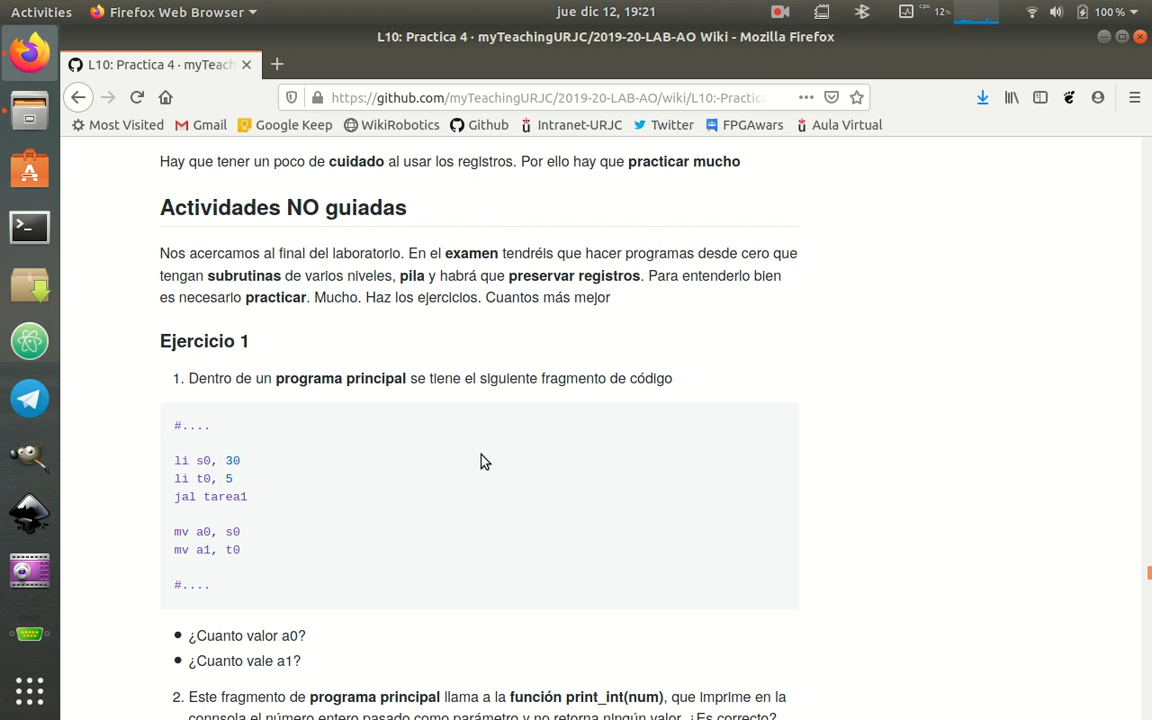 Activities Firefox Web Browser jue dic 12, 19:21 cpu 12% 100 %
L10: Practica 4 · myTeachingURJC/2019-20-LAB-AO Wiki - Mozilla Firefox
L10: Practica 4 · myTeach
https://github.com/myTeachingURJC/2019-20-LAB-AO/wiki/L10:-Practica
Most Visited Gmail Google Keep WikiRobotics Github Intranet-URJC Twitter FPGAwars Aula Virtual
Hay que tener un poco de cuidado al usar los registros. Por ello hay que practicar mucho
Actividades NO guiadas
Nos acercamos al final del laboratorio. En el examen tendréis que hacer programas desde cero que
tengan subrutinas de varios niveles, pila y habrá que preservar registros. Para entenderlo bien
es necesario practicar. Mucho. Haz los ejercicios. Cuantos más mejor
Ejercicio 1
1. Dentro de un programa principal se tiene el siguiente fragmento de código
#....
li s0, 30
li t0, 5
jal tarea1
mv a0, s0
mv a1, t0
#....
¿Cuanto valor a0?
¿Cuanto vale a1?
2. Este fragmento de programa principal llama a la función print_int(num), que imprime en la
connsola el número entero pasado como parámetro y no retorna ningún valor. ¿Es correcto?